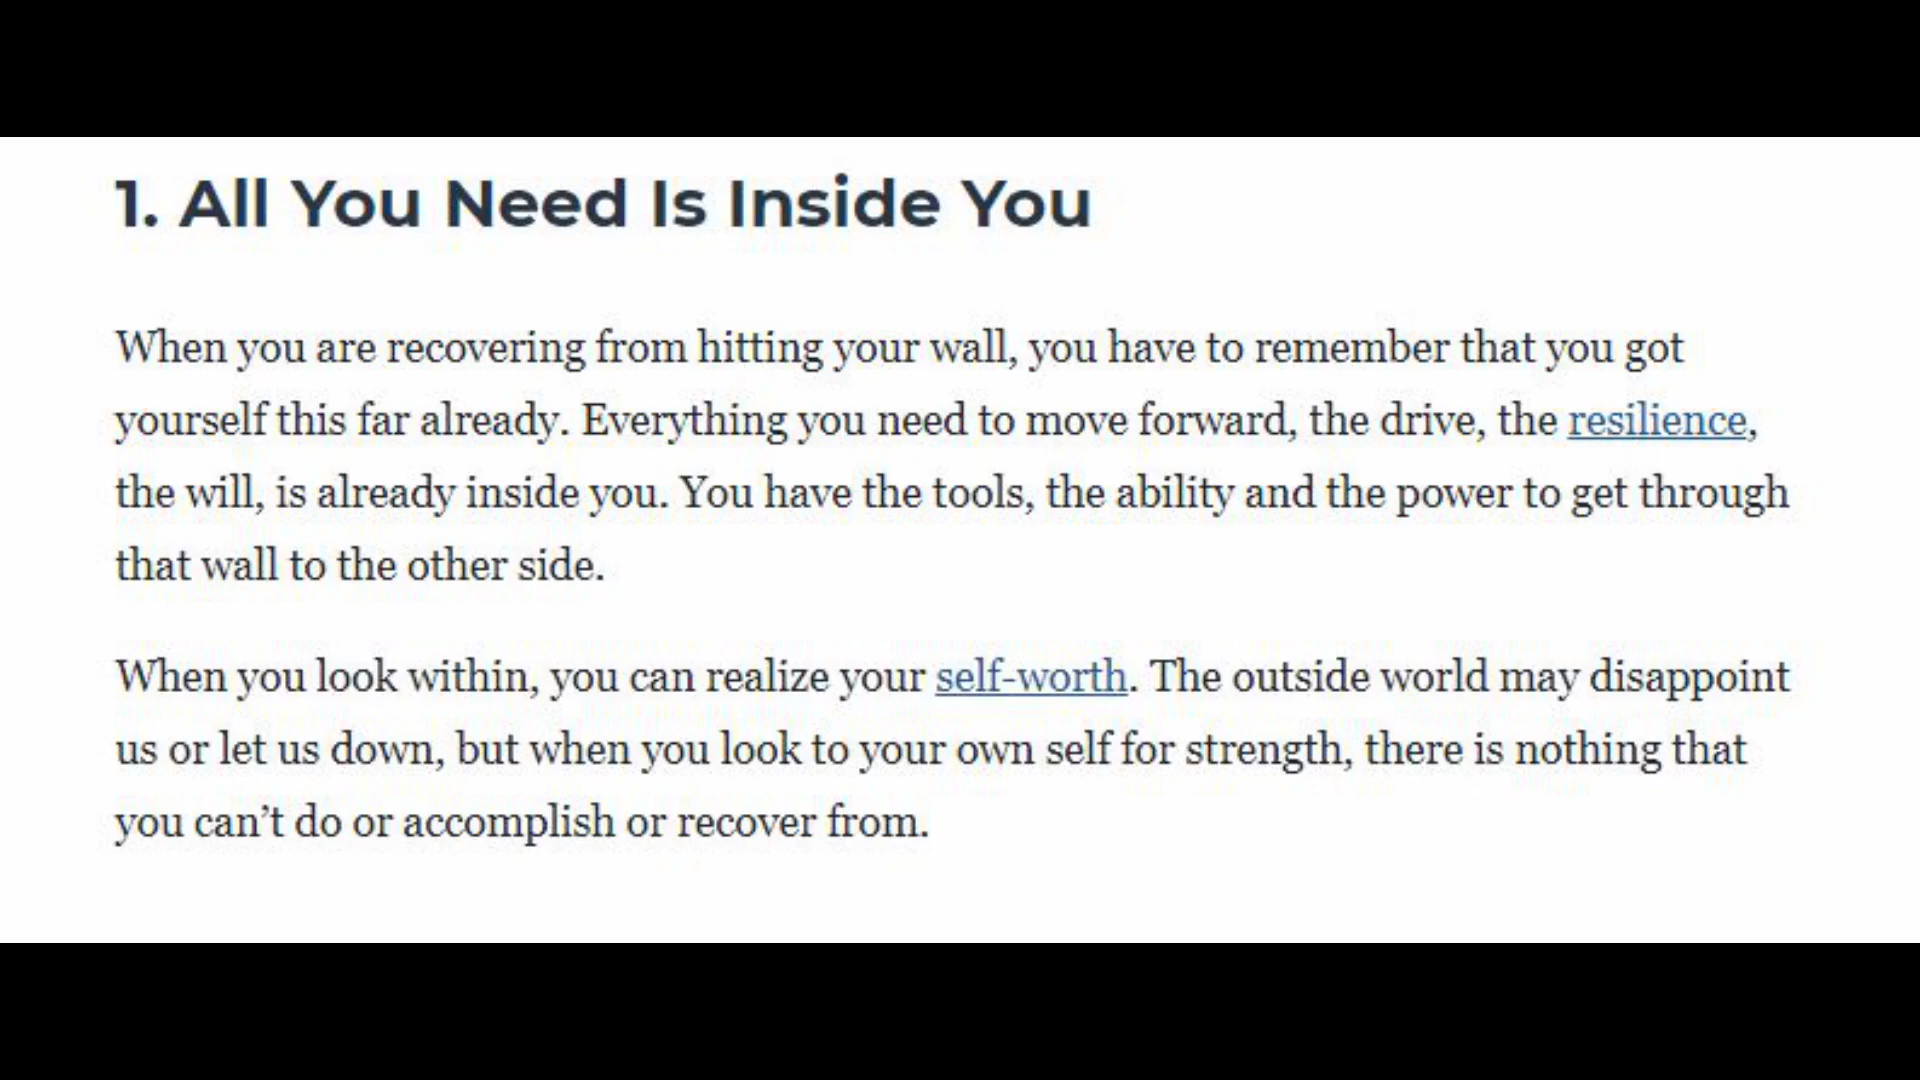 1. All You Need Is Inside You
When you are recovering from hitting your wall, you have to remember that you got
yourself this far already. Everything you need to move forward, the drive, the resilience,
the will, is already inside you. You have the tools, the ability and the power to get through
that wall to the other side.
When you look within, you can realize your self-worth. The outside world may disappoint
us or let us down, but when you look to your own self for strength, there is nothing that
you can’t do or accomplish or recover from.